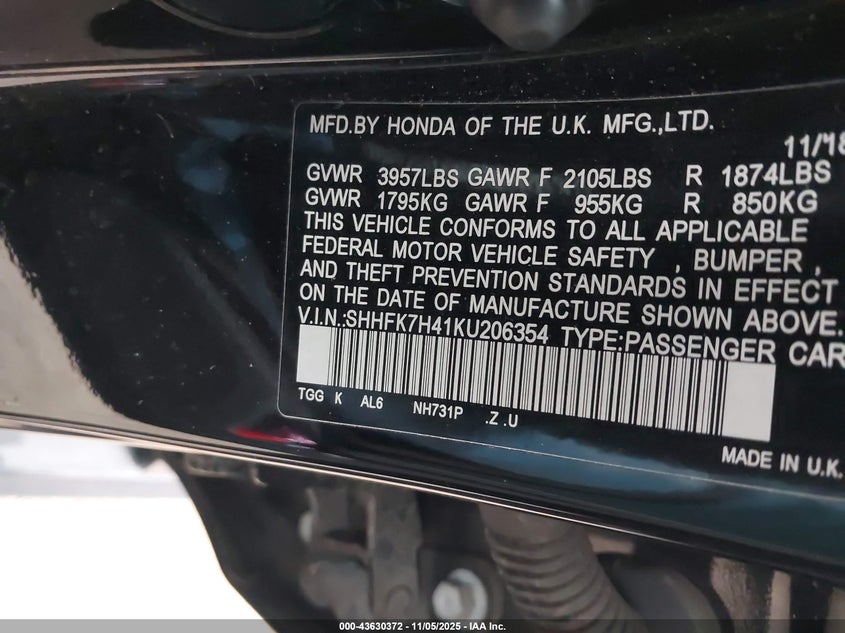 MFD.BY HONDA OF THE U.K. MFG.,LTD.
11/18
GVWR 3957LBS GAWR F 2105LBS R 1874LBS
GVWR 1795KG GAWR F 955KG R 850KG
THIS VEHICLE CONFORMS TO ALL APPLICABLE
FEDERAL MOTOR VEHICLE SAFETY , BUMPER ,
AND THEFT PREVENTION STANDARDS IN EFFECT
ON THE DATE OF MANUFACTURE SHOWN ABOVE.
V.I.N.:SHHFK7H41KU206354 TYPE:PASSENGER CAR
TGG K AL6 NH731P .Z .U
MADE IN U.K.
000-43630372 - 11/05/2025 - IAA Inc.